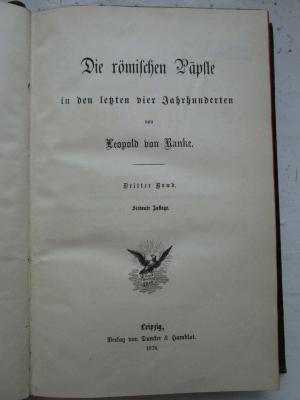 Die römischen Päpste
in den letzten vier Jahrhunderten
von
Leopold von Ranke.
Dritter Band.
Siebente Auflage.
Leipzig,
Verlag von Duncker & Humblot.